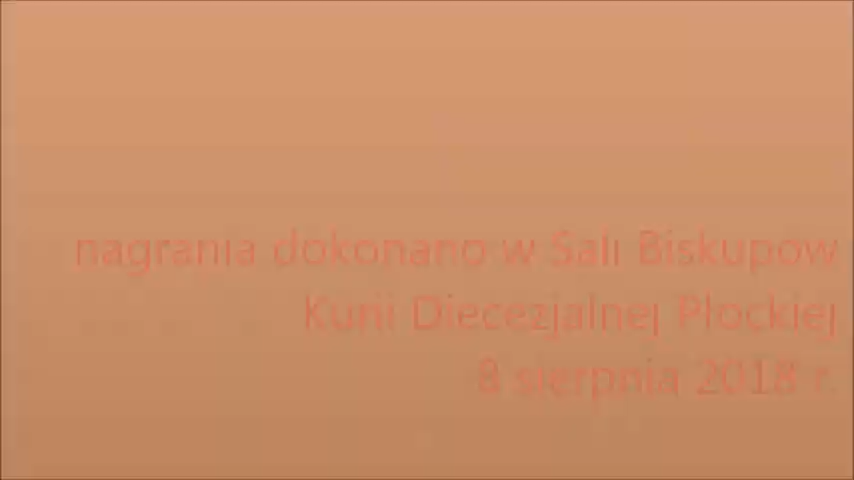 nagrania dokonano w Sali Biskupów
Kurii Diecezjalnej Płockiej
8 sierpnia 2018 r.